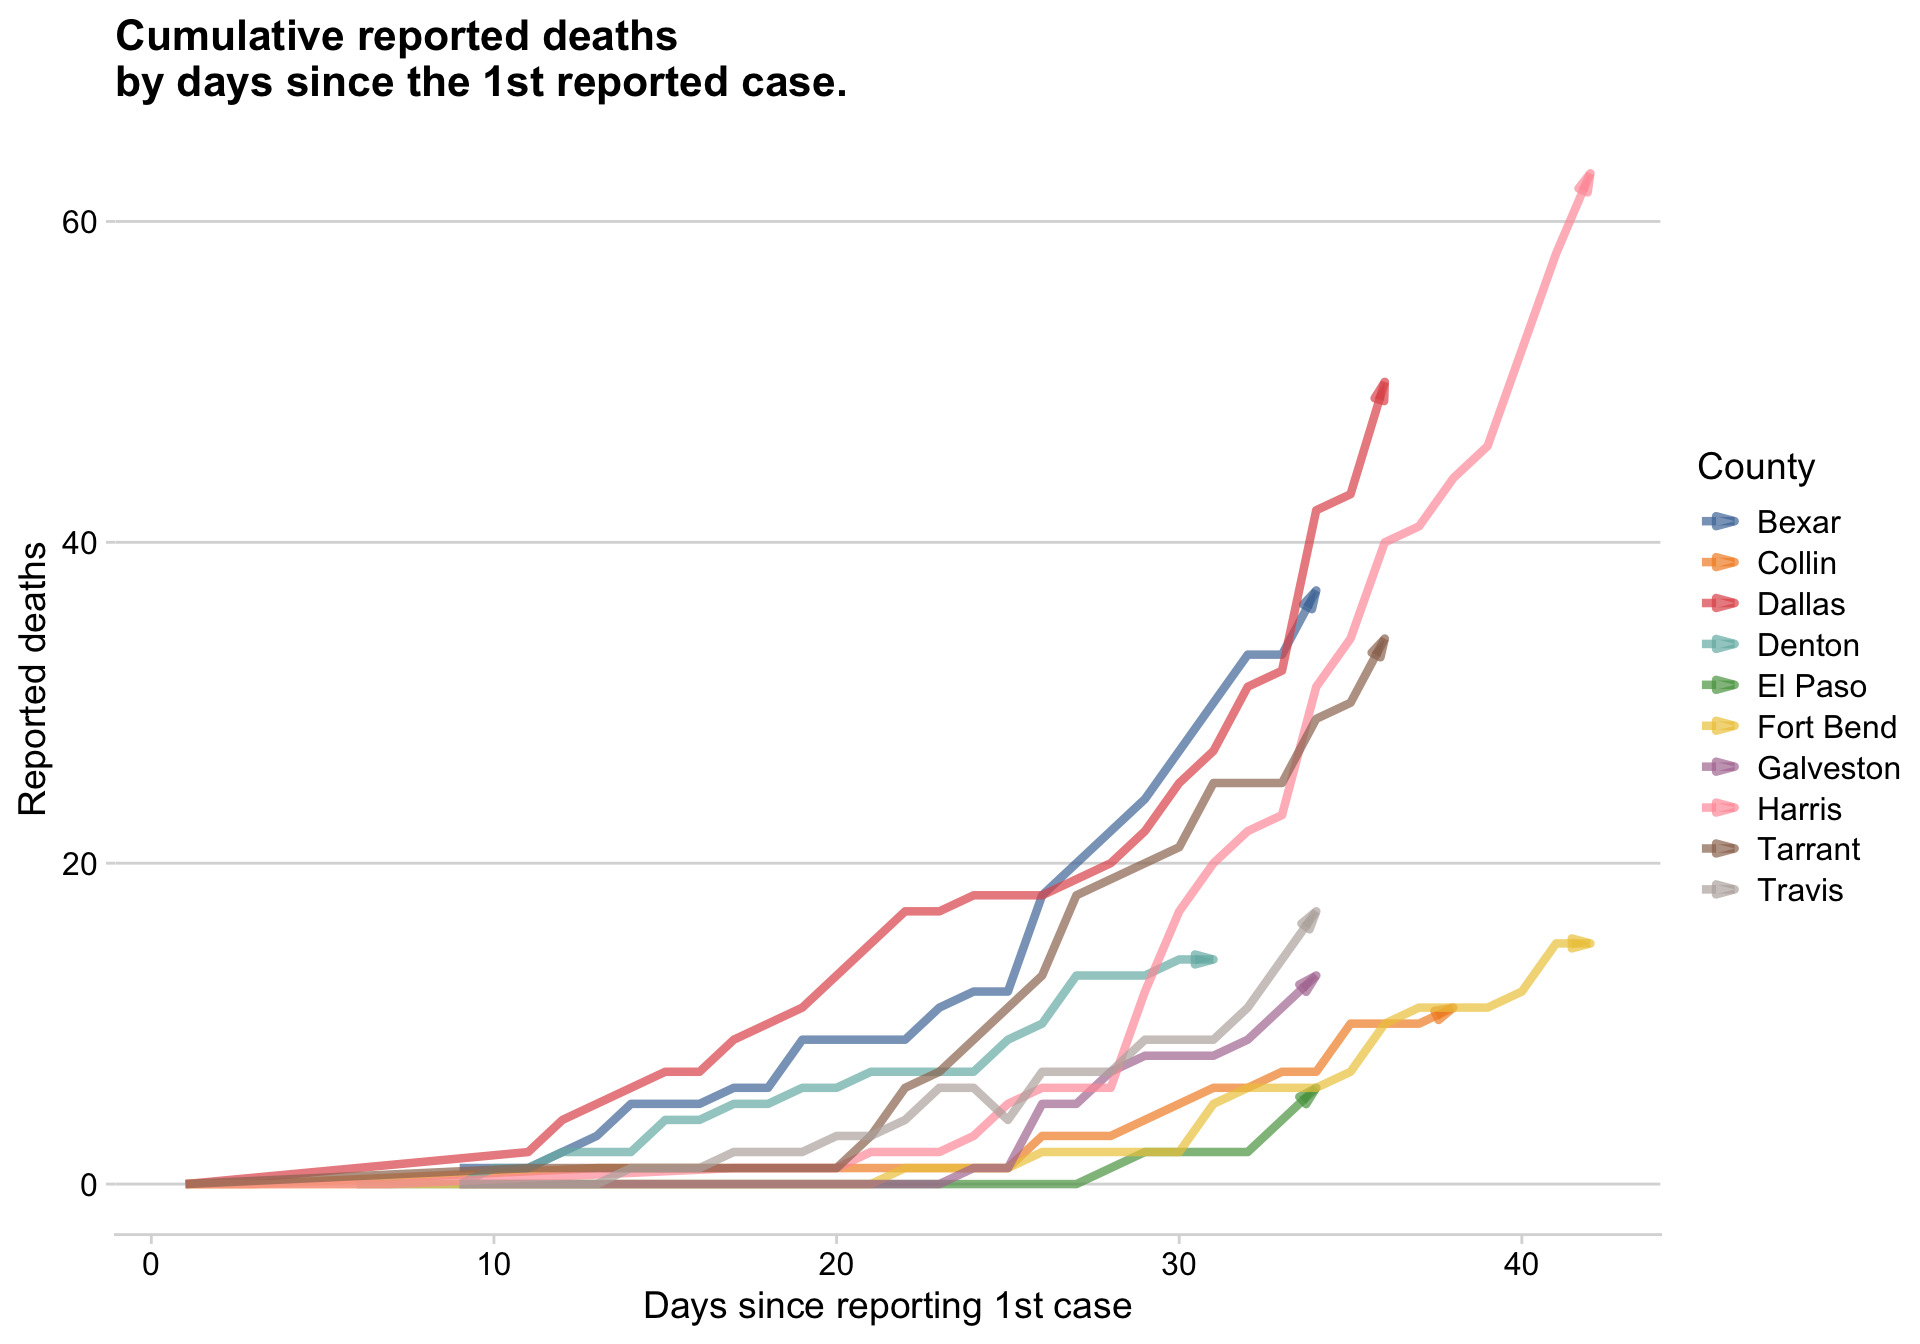 Cumulative reported deaths
by days since the 1st reported case.
60
40
20
0
Reported deaths
0 10 20 30 40
Days since reporting 1st case
County
Bexar
Collin
Dallas
Denton
El Paso
Fort Bend
Galveston
Harris
Tarrant
Travis